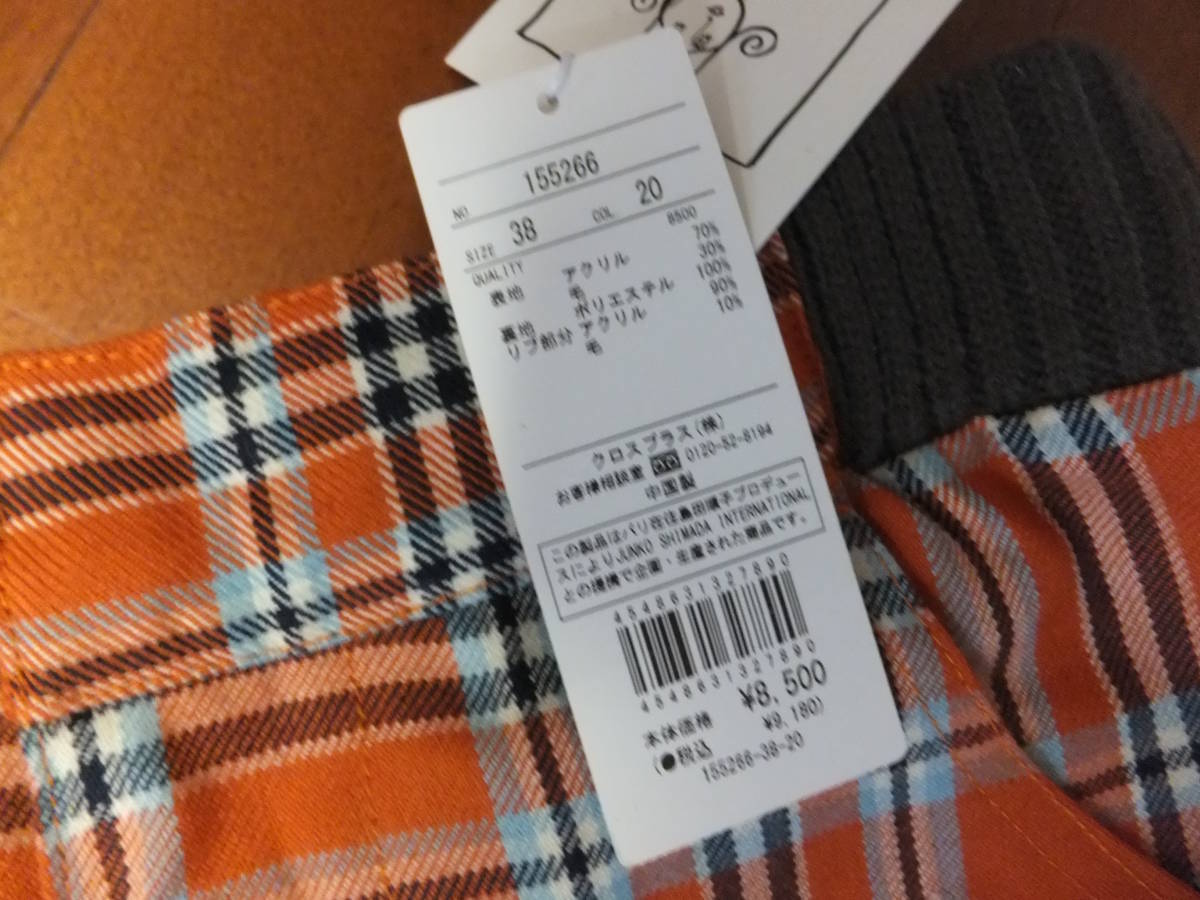 NO. 155266
SIZE 38 COL. 20
QUALITY 8500
表地 アクリル 70%
毛 30%
裏地 ポリエステル 100%
リブ部分 アクリル 90%
毛 10%
クロスプラス(株)
お客様相談室 0120-52-8194
中国製
この製品はパリ在住島田順子プロデュー
スによりJUNKO SHIMADA INTERNATIONAL
との提携で企画・生産された商品です。
4548631327890
4548631327890
本体価格 ¥8,500
(●税込 ¥9,180)
155266-38-20